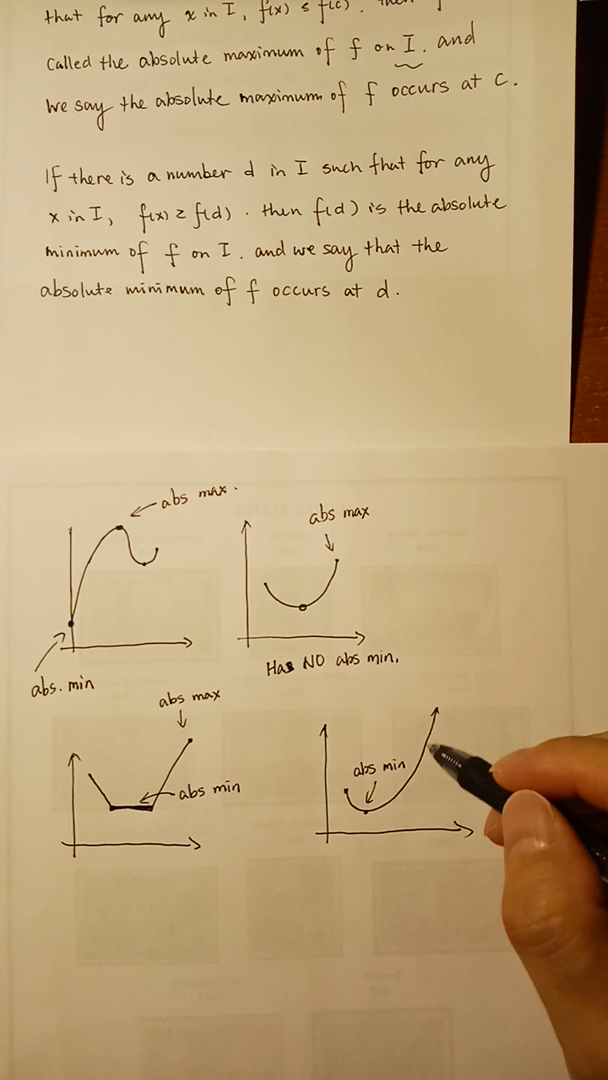 that for any x in I, f(x) ≤ f(c). then
called the absolute maximum of f on I. and
we say the absolute maximum of f occurs at c.
If there is a number d in I such that for any
x in I, f(x) ≥ f(d). then f(d) is the absolute
minimum of f on I. and we say that the
absolute minimum of f occurs at d.
abs max.
abs max
abs. min
Has NO abs min.
abs max
abs min
abs min